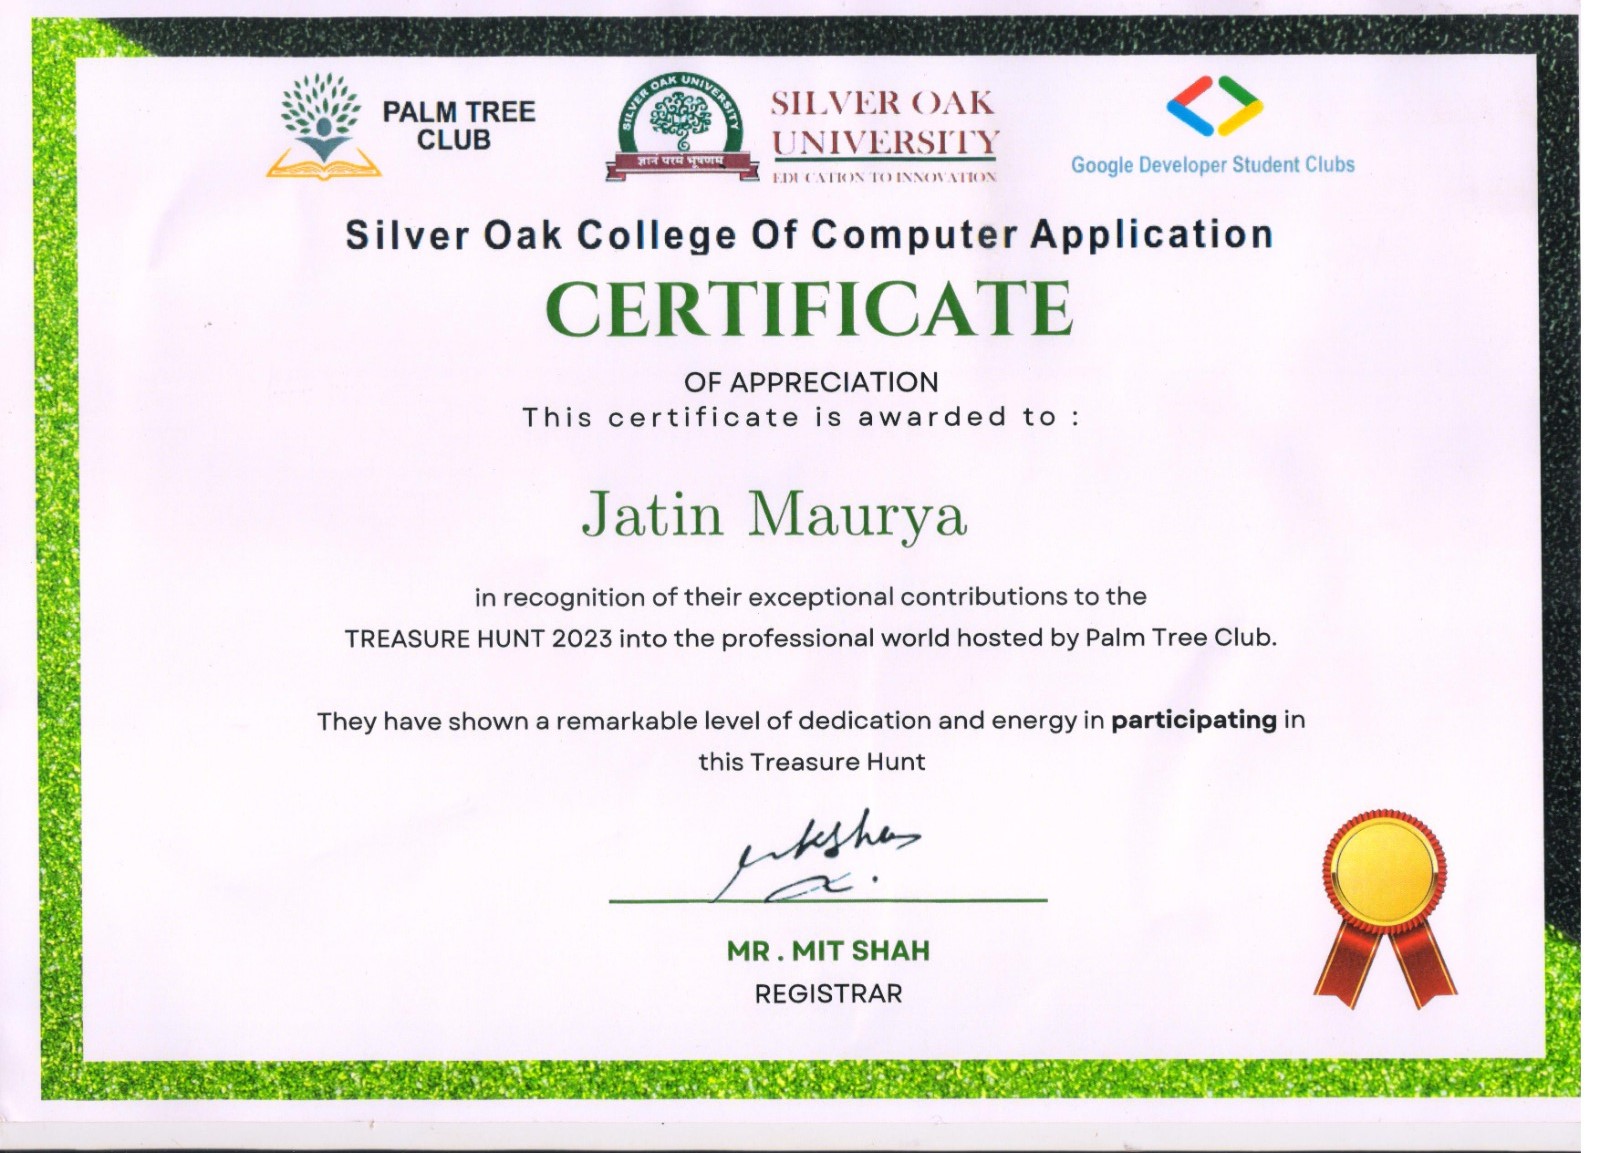 PALM TREE
CLUB
SILVER OAK UNIVERSITY
ज्ञानं परमं भूषणम्
SILVER OAK
UNIVERSITY
EDUCATION TO INNOVATION
Google Developer Student Clubs
Silver Oak College Of Computer Application
CERTIFICATE
OF APPRECIATION
This certificate is awarded to :
Jatin Maurya
in recognition of their exceptional contributions to the
TREASURE HUNT 2023 into the professional world hosted by Palm Tree Club.
They have shown a remarkable level of dedication and energy in participating in
this Treasure Hunt
MR . MIT SHAH
REGISTRAR